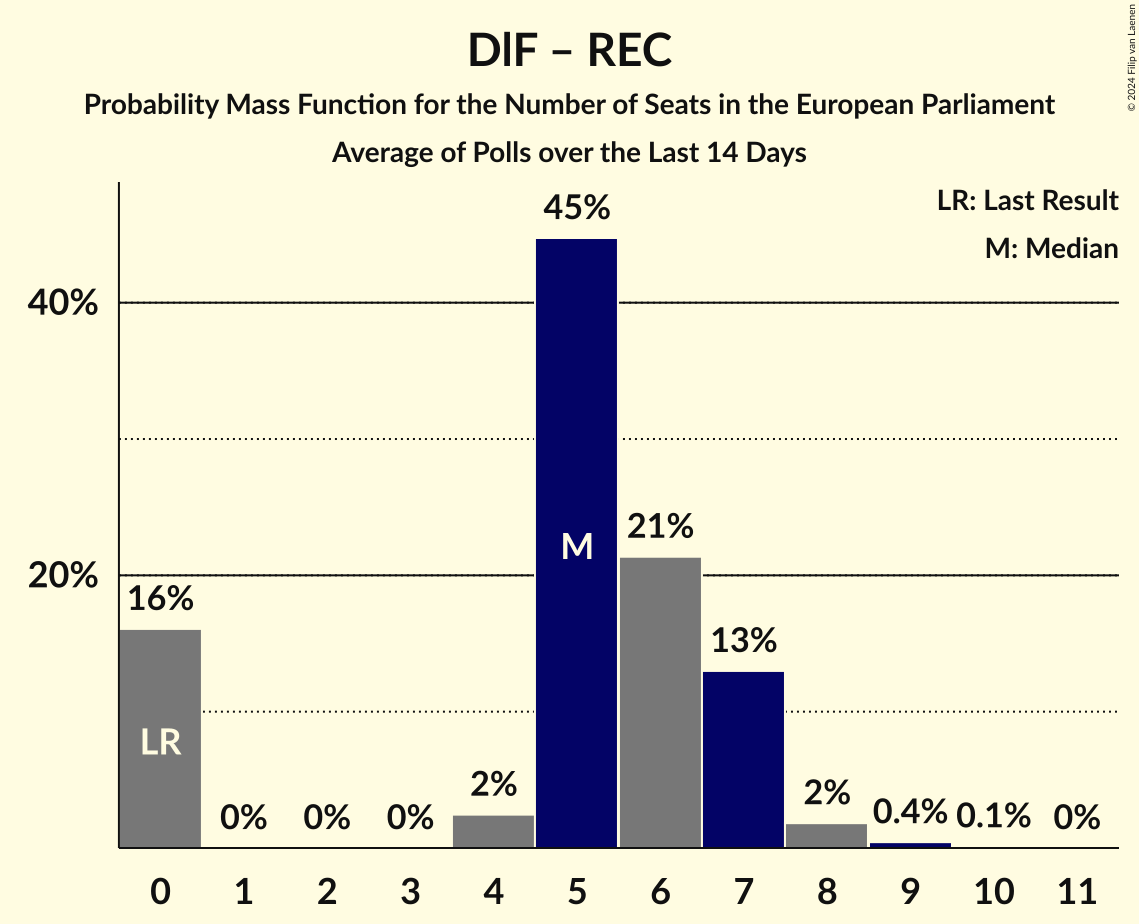 DIF – REC
Probability Mass Function for the Number of Seats in the European Parliament
Average of Polls over the Last 14 Days
© 2024 Filip van Laenen
LR: Last Result
M: Median
45%
40%
M
21%
20%
16%
13%
LR
2%
2%
0%
0%
0%
0.4%
0.1%
0%
0 1 2 3 4 5 6 7 8 9 10 11